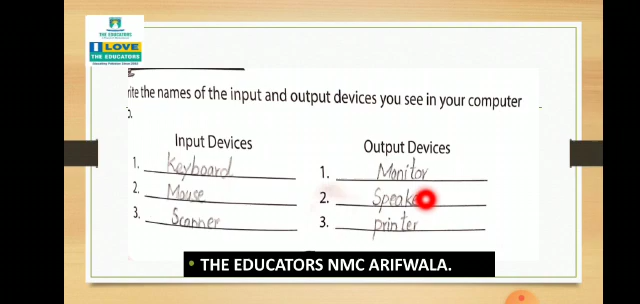 THE EDUCATORS
I LOVE
THE EDUCATORS
rite the names of the input and output devices you see in your computer
Input Devices Output Devices
1. Keyboard 1. Monitor
2. Mouse 2. Speake
3. Scanner 3. printer
• THE EDUCATORS NMC ARIFWALA.